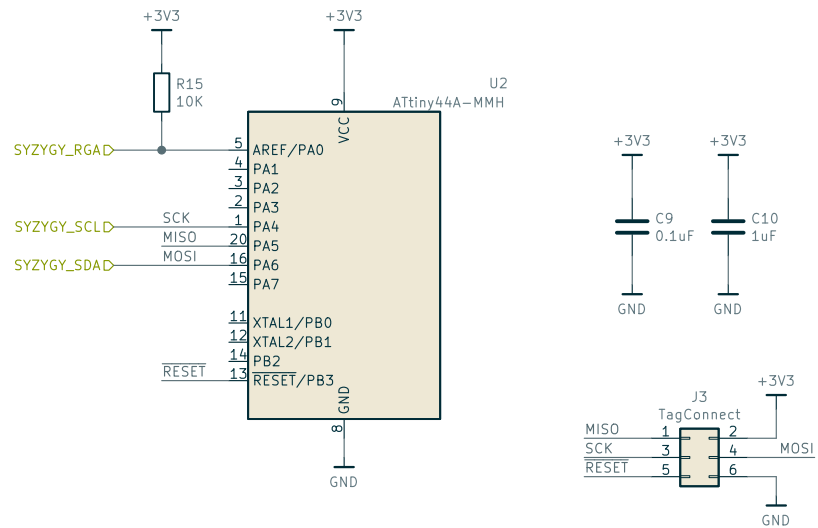 +3V3
+3V3
R15
10K
U2
ATtiny44A-MMH
9
VCC
SYZYGY_RGA
5
AREF/PA0
4
PA1
3
PA2
2
PA3
SYZYGY_SCL
SCK
1
PA4
MISO
20
PA5
SYZYGY_SDA
MOSI
16
PA6
15
PA7
11
XTAL1/PB0
12
XTAL2/PB1
14
PB2
RESET
13
RESET/PB3
GND
8
GND
+3V3
+3V3
C9
0.1uF
C10
1uF
GND
GND
+3V3
J3
TagConnect
MISO
1
2
SCK
3
4
MOSI
RESET
5
6
GND